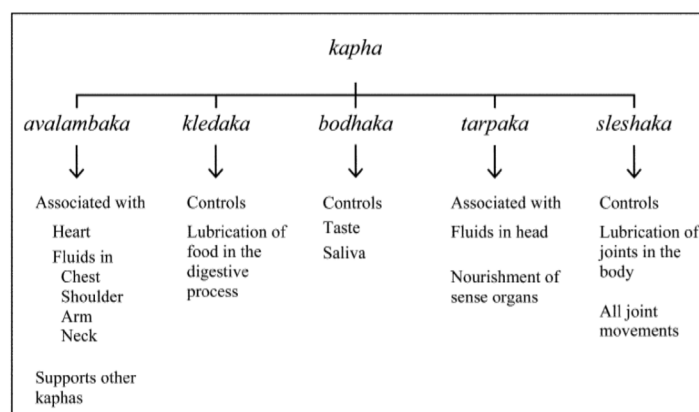 kapha
avalambaka
kledaka
bodhaka
tarpaka
sleshaka
Associated with
Heart
Fluids in
Chest
Shoulder
Arm
Neck
Supports other
kaphas
Controls
Lubrication of
food in the
digestive
process
Controls
Taste
Saliva
Associated with
Fluids in head
Nourishment of
sense organs
Controls
Lubrication of
joints in the
body
All joint
movements